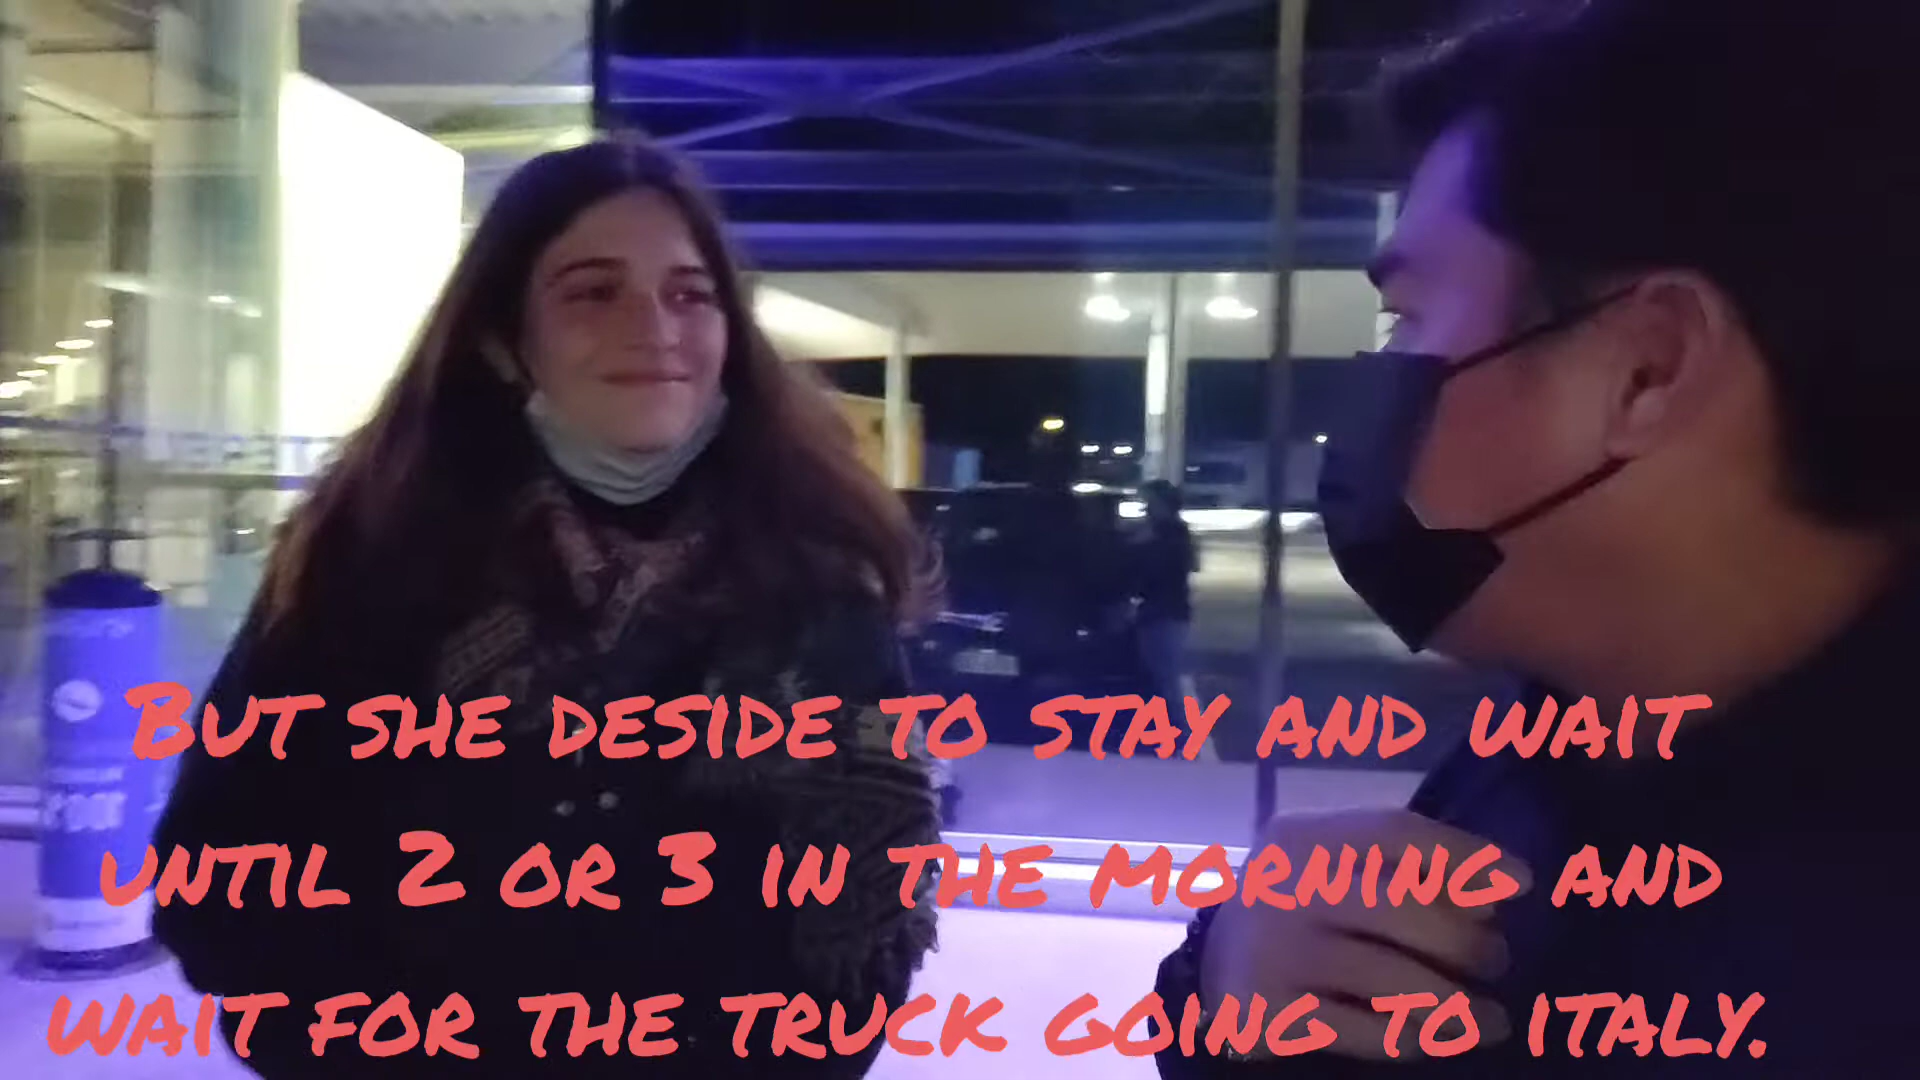 But she deside to stay and wait
until 2 or 3 in the morning and
wait for the truck going to italy.